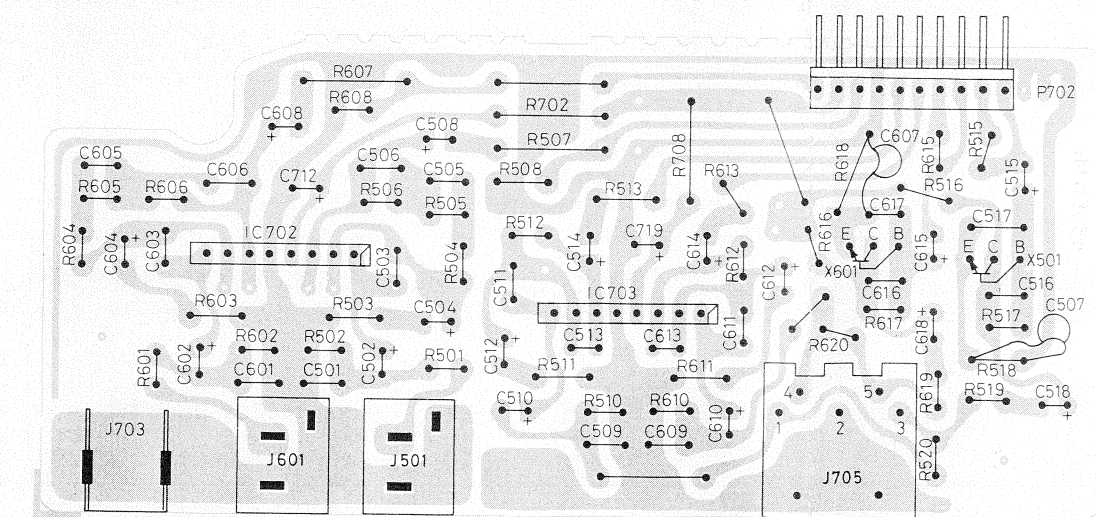 R607
R608
C608
+
R702
R507
C508
+
P702
R708
R618
C607
R615
R515
C605
C606
C712
+
C506
C505
R508
R613
R516
C515
+
R605
R606
R506
R505
R513
C617
C517
R604
C604
+
C603
IC702
C503
R504
R512
C514
+
C719
+
C614
+
R612
C612
+
R616
E C B
X601
C615
+
E C B
X501
C511
IC703
C616
C516
C507
R603
R503
C504
+
R617
C618
+
R517
R602
R502
C512
+
C513
C613
C611
R620
R601
C602
+
C601
C501
C502
+
R501
R511
R611
R518
4
5
R619
R519
C518
+
C510
+
R510
R610
C610
+
1
2
3
J703
J601
J501
C509
C609
J705
R520